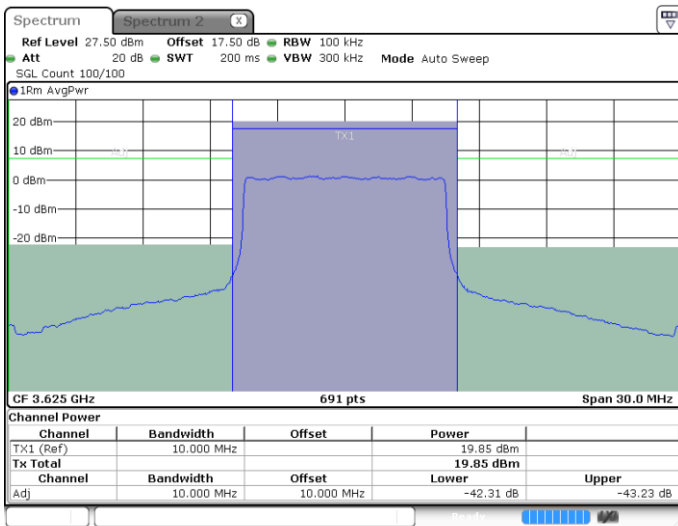 Spectrum Spectrum 2 X
Ref Level 27.50 dBm Offset 17.50 dB RBW 100 kHz
Att 20 dB SWT 200 ms VBW 300 kHz Mode Auto Sweep
SGL Count 100/100
1Rm AvgPwr
20 dBm
TX1
10 dBm
Adj Adj
0 dBm
-10 dBm
-20 dBm
CF 3.625 GHz 691 pts Span 30.0 MHz
Channel Power
Channel Bandwidth Offset Power
TX1 (Ref) 10.000 MHz 19.85 dBm
Tx Total 19.85 dBm
Channel Bandwidth Offset Lower Upper
Adj 10.000 MHz 10.000 MHz -42.31 dB -43.23 dB
Ready